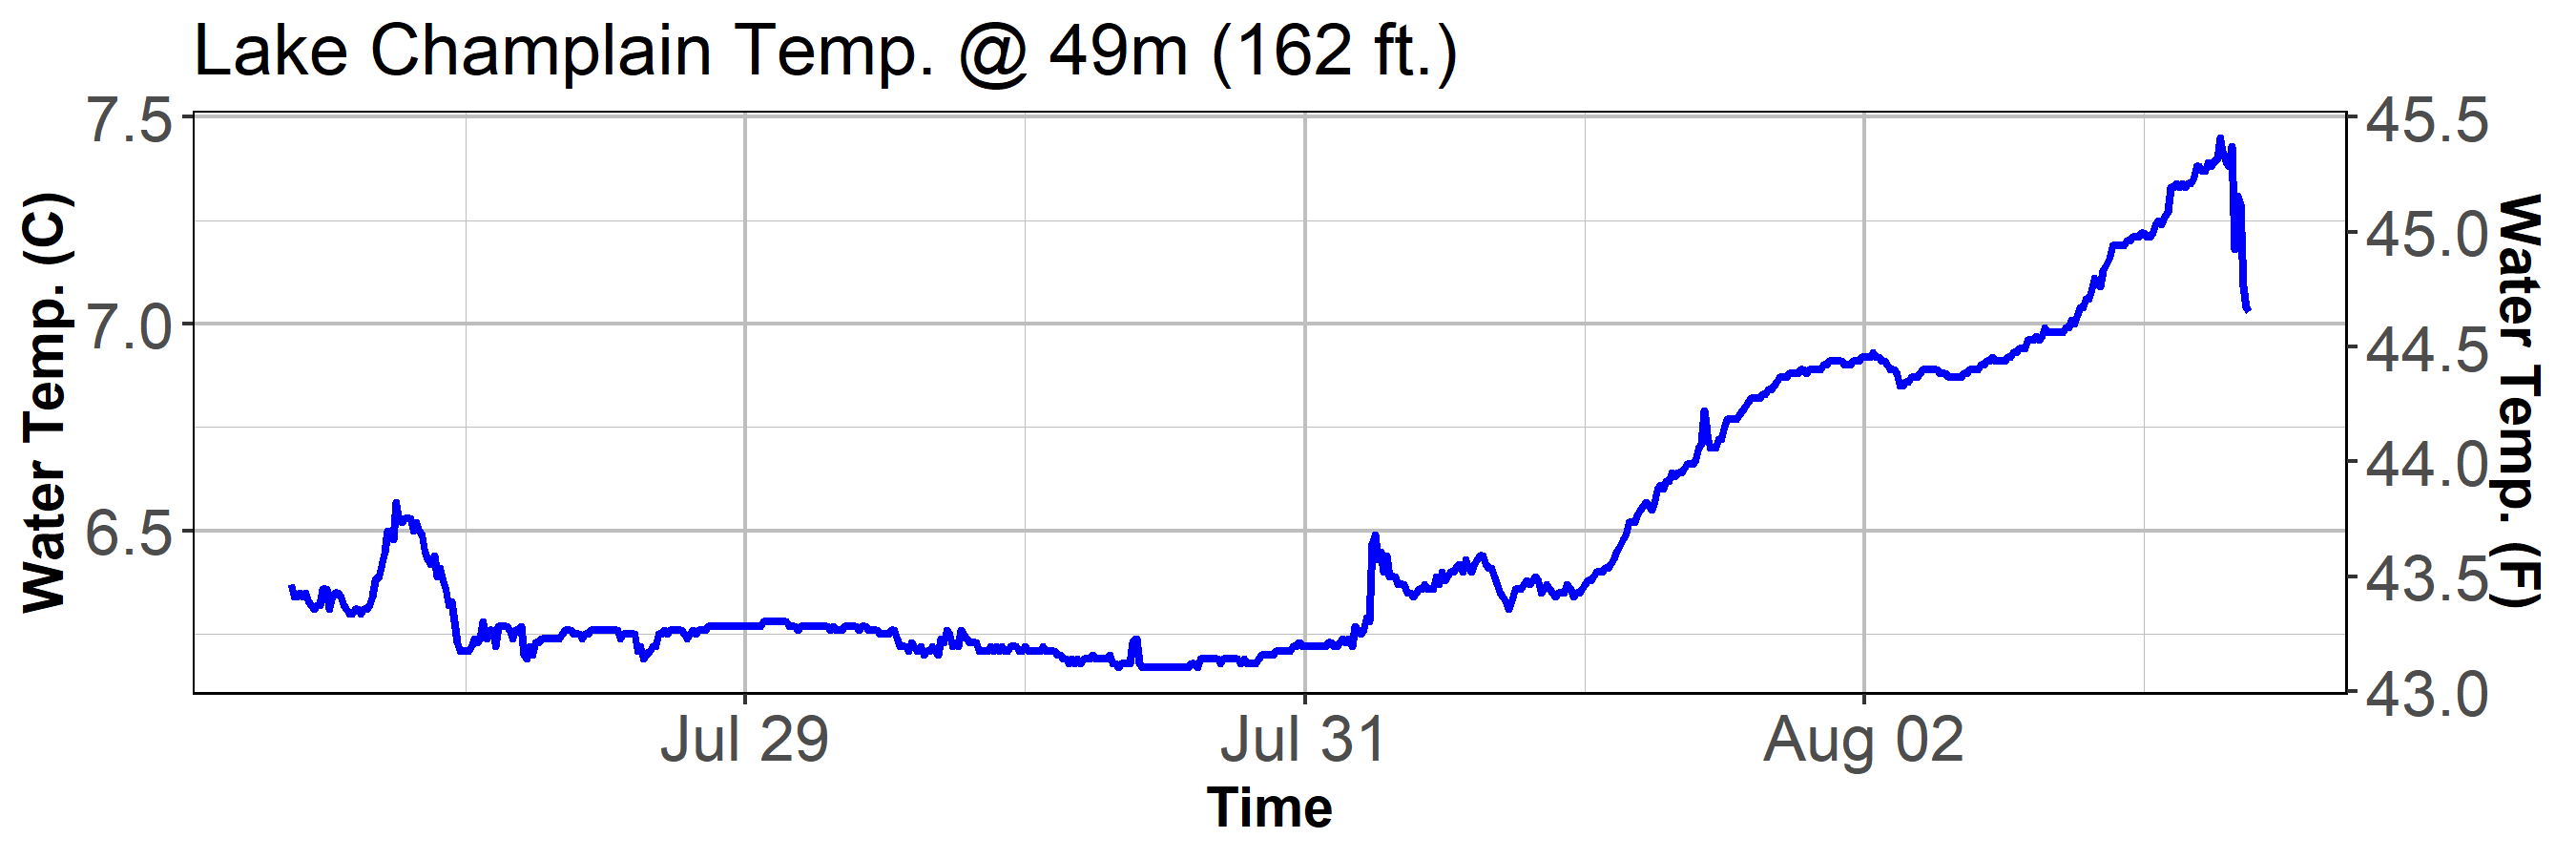 Lake Champlain Temp. @ 49m (162 ft.)
7.5
7.0
6.5
Water Temp. (C)
45.5
45.0
44.5
44.0
43.5
43.0
Water Temp. (F)
Jul 29 Jul 31 Aug 02
Time